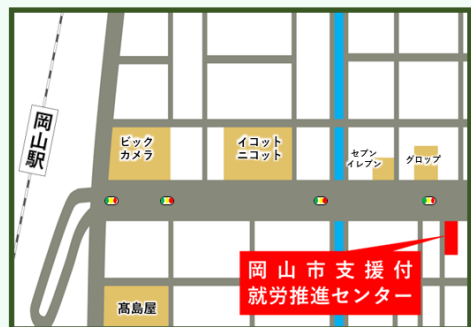 岡山駅
ビック
カメラ
イコット
ニコット
セブン
イレブン
グロップ
岡山市支援付
就労推進センター
髙島屋